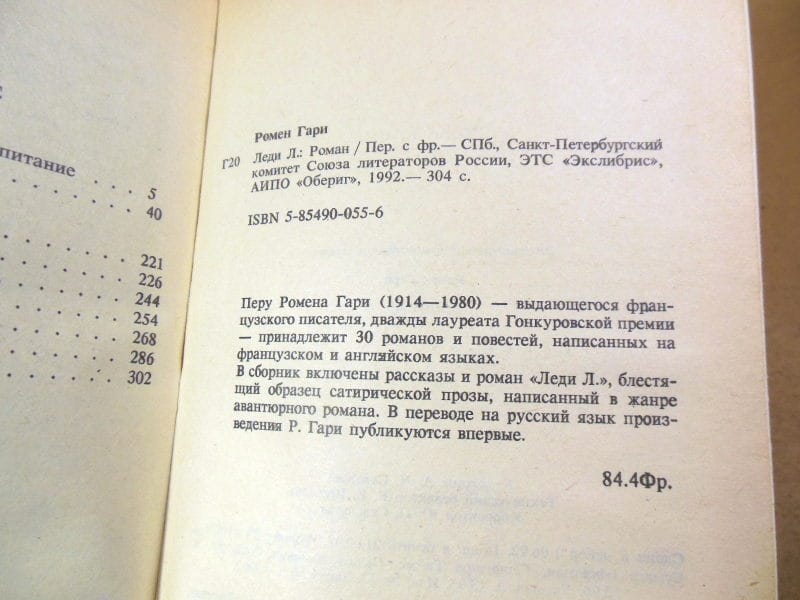 питание . . . 5
40
221
226
244
254
268
286
302
Ромен Гари
Г20 Леди Л.: Роман / Пер. с фр.— СПб., Санкт-Петербургский
комитет Союза литераторов России, ЭТС «Экслибрис»,
АИПО «Обериг», 1992.— 304 с.
ISBN 5-85490-055-6
Перу Ромена Гари (1914—1980) — выдающегося фран-
цузского писателя, дважды лауреата Гонкуровской премии
— принадлежит 30 романов и повестей, написанных на
французском и английском языках.
В сборник включены рассказы и роман «Леди Л.», блестя-
щий образец сатирической прозы, написанный в жанре
авантюрного романа. В переводе на русский язык произ-
ведения Р. Гари публикуются впервые.
84.4Фр.